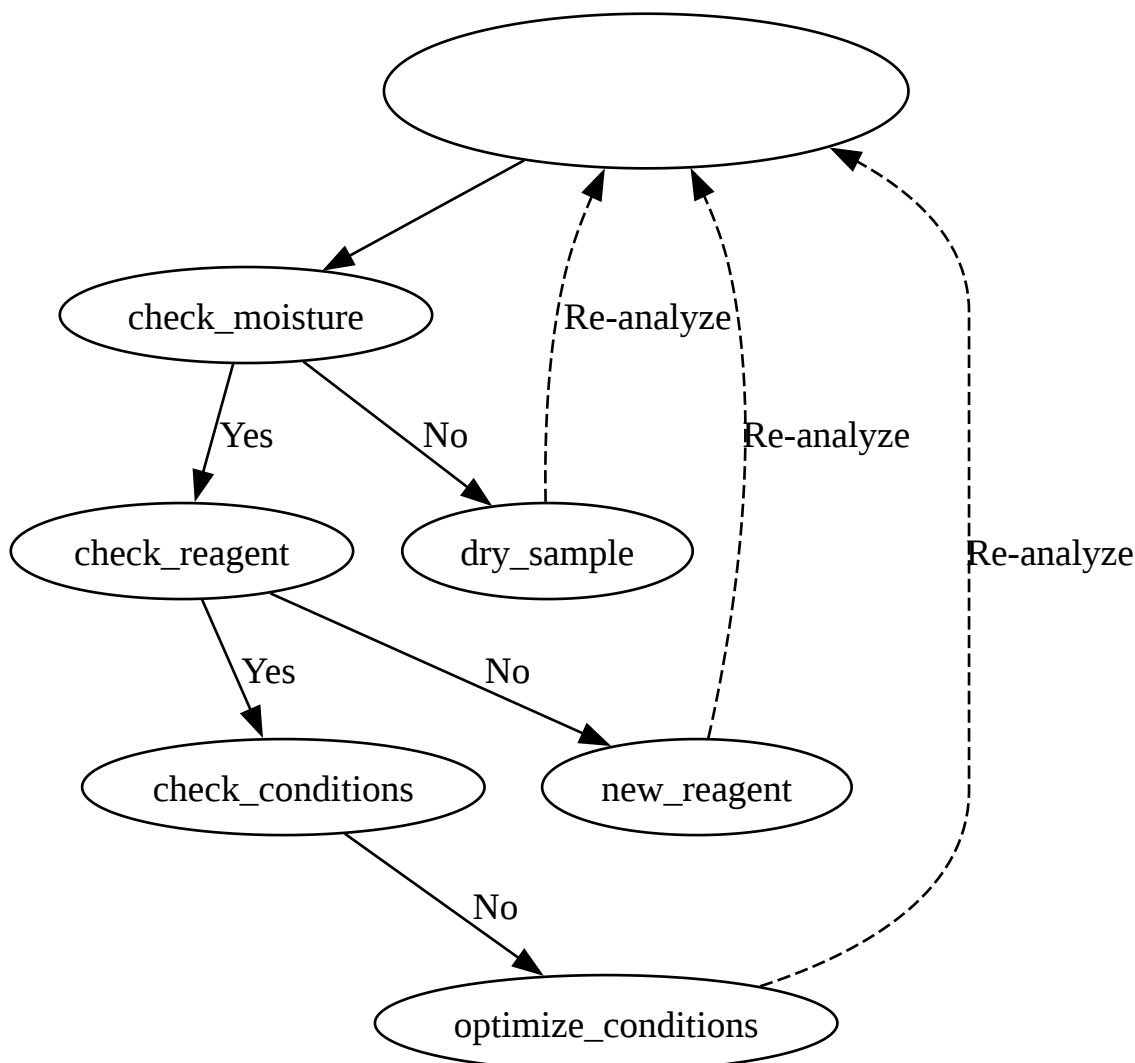 check_moisture
Re-analyze
Yes
No
Re-analyze
check_reagent
dry_sample
Re-analyze
Yes
No
check_conditions
new_reagent
No
optimize_conditions